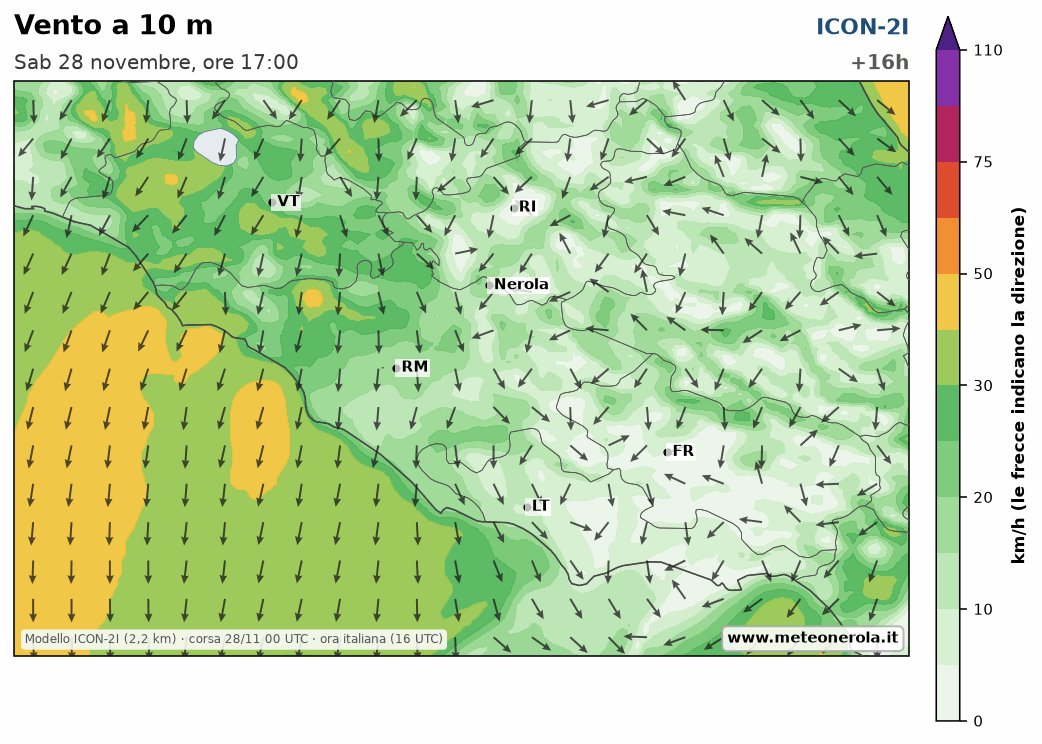 Vento a 10 m
ICON-2I
Sab 28 novembre, ore 17:00
+16h
VT
RI
Nerola
RM
FR
LT
Modello ICON-2I (2,2 km) · corsa 28/11 00 UTC · ora italiana (16 UTC)
www.meteonerola.it
110
75
50
30
20
10
0
km/h (le frecce indicano la direzione)